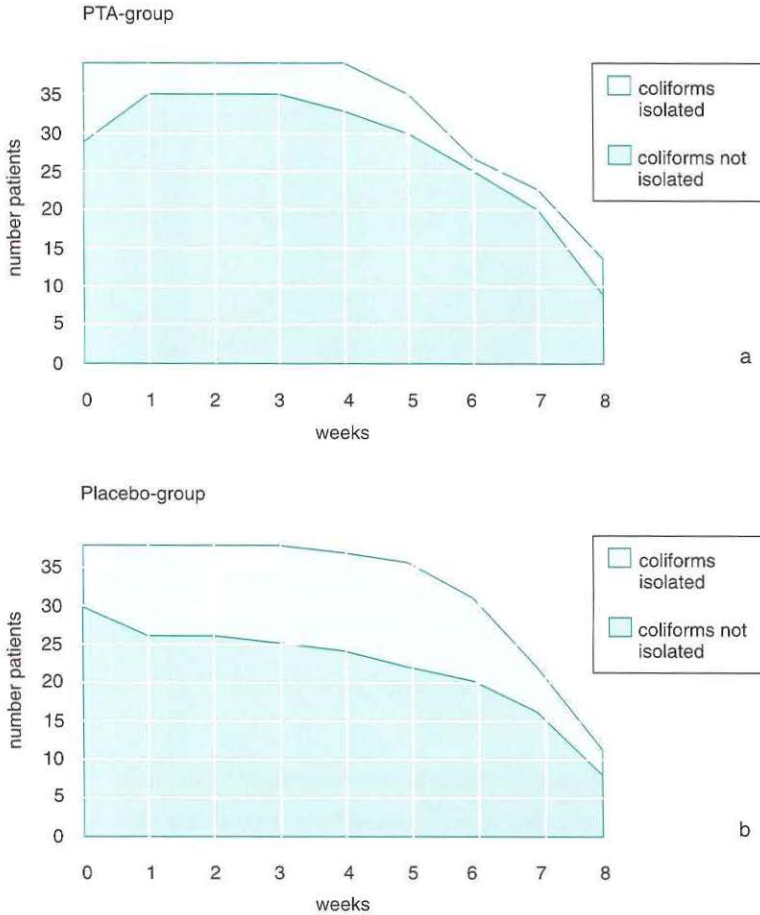 PTA-group
number patients
35
30
25
20
15
10
5
0
0 1 2 3 4 5 6 7 8
weeks
coliforms
isolated
coliforms not
isolated
a
Placebo-group
number patients
35
30
25
20
15
10
5
0
0 1 2 3 4 5 6 7 8
weeks
coliforms
isolated
coliforms not
isolated
b